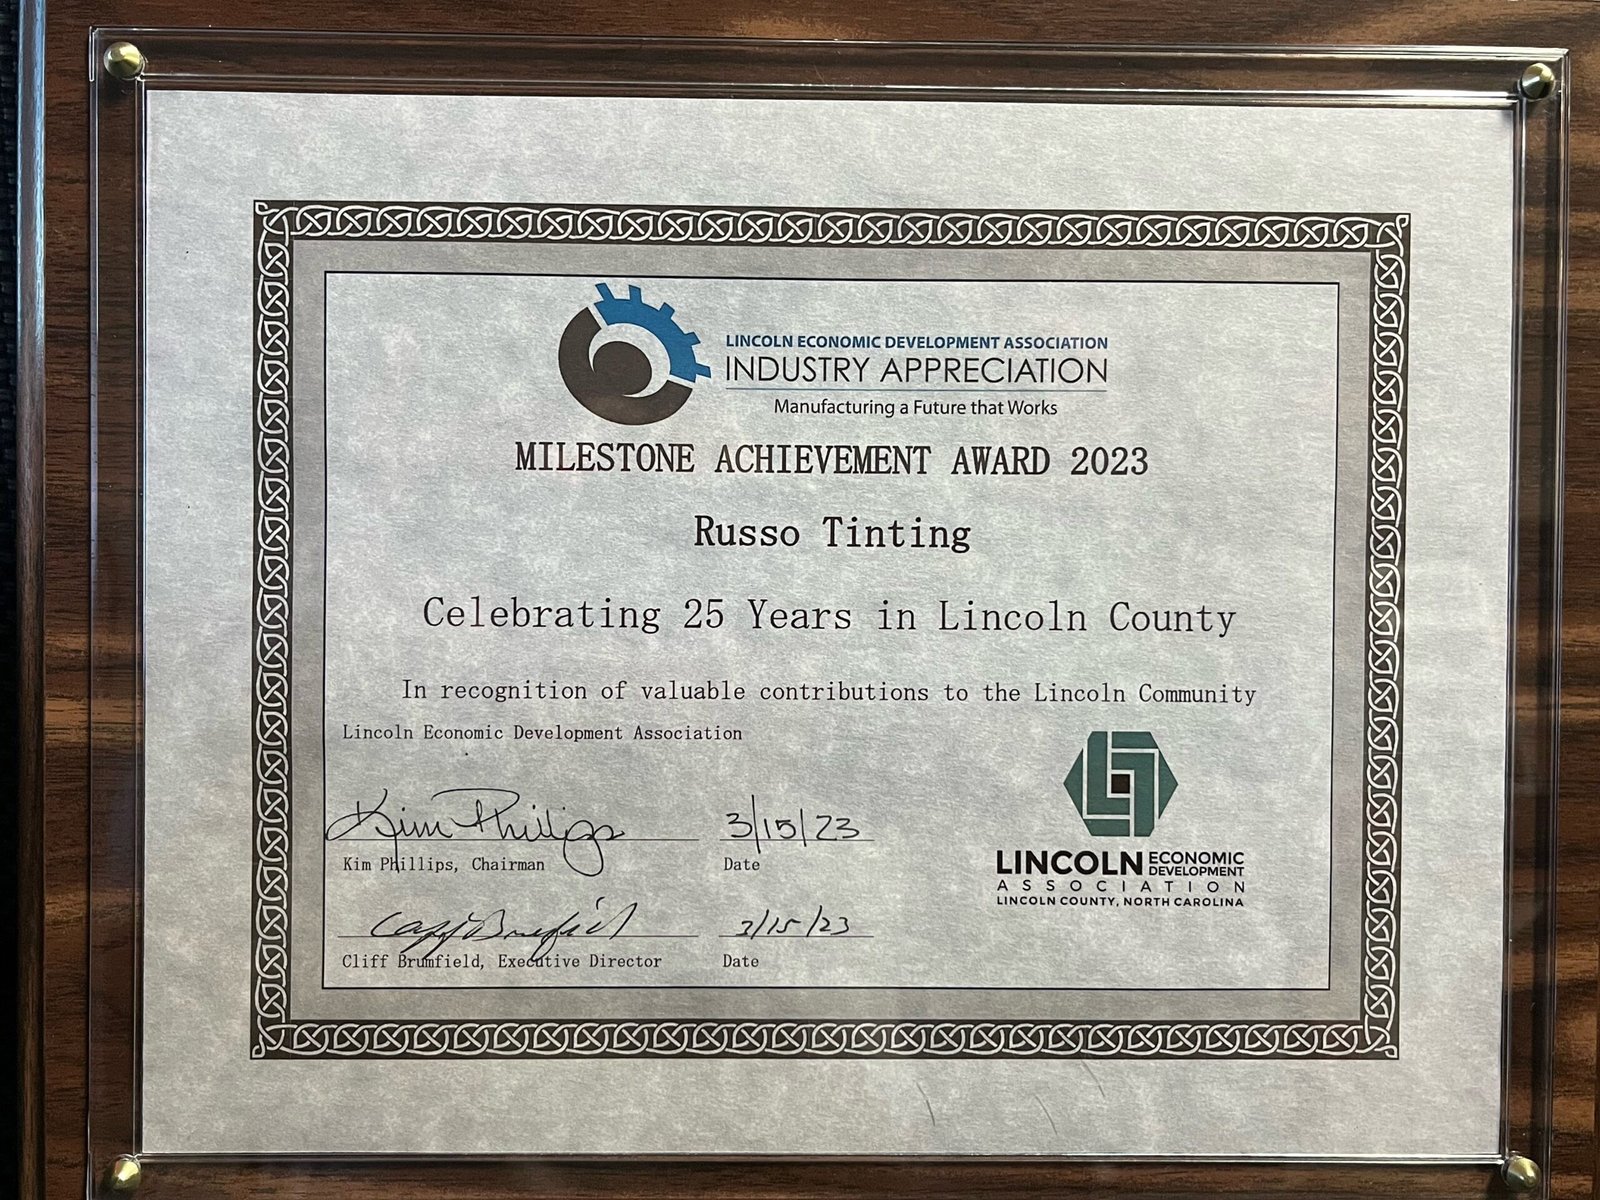 LINCOLN ECONOMIC DEVELOPMENT ASSOCIATION
INDUSTRY APPRECIATION
Manufacturing a Future that Works
MILESTONE ACHIEVEMENT AWARD 2023
Russo Tinting
Celebrating 25 Years in Lincoln County
In recognition of valuable contributions to the Lincoln Community
Lincoln Economic Development Association
Kim Phillips 3/15/23
Kim Phillips, Chairman Date
Cliff Brumfield 3/15/23
Cliff Brumfield, Executive Director Date
LINCOLN ECONOMIC
DEVELOPMENT
ASSOCIATION
LINCOLN COUNTY, NORTH CAROLINA